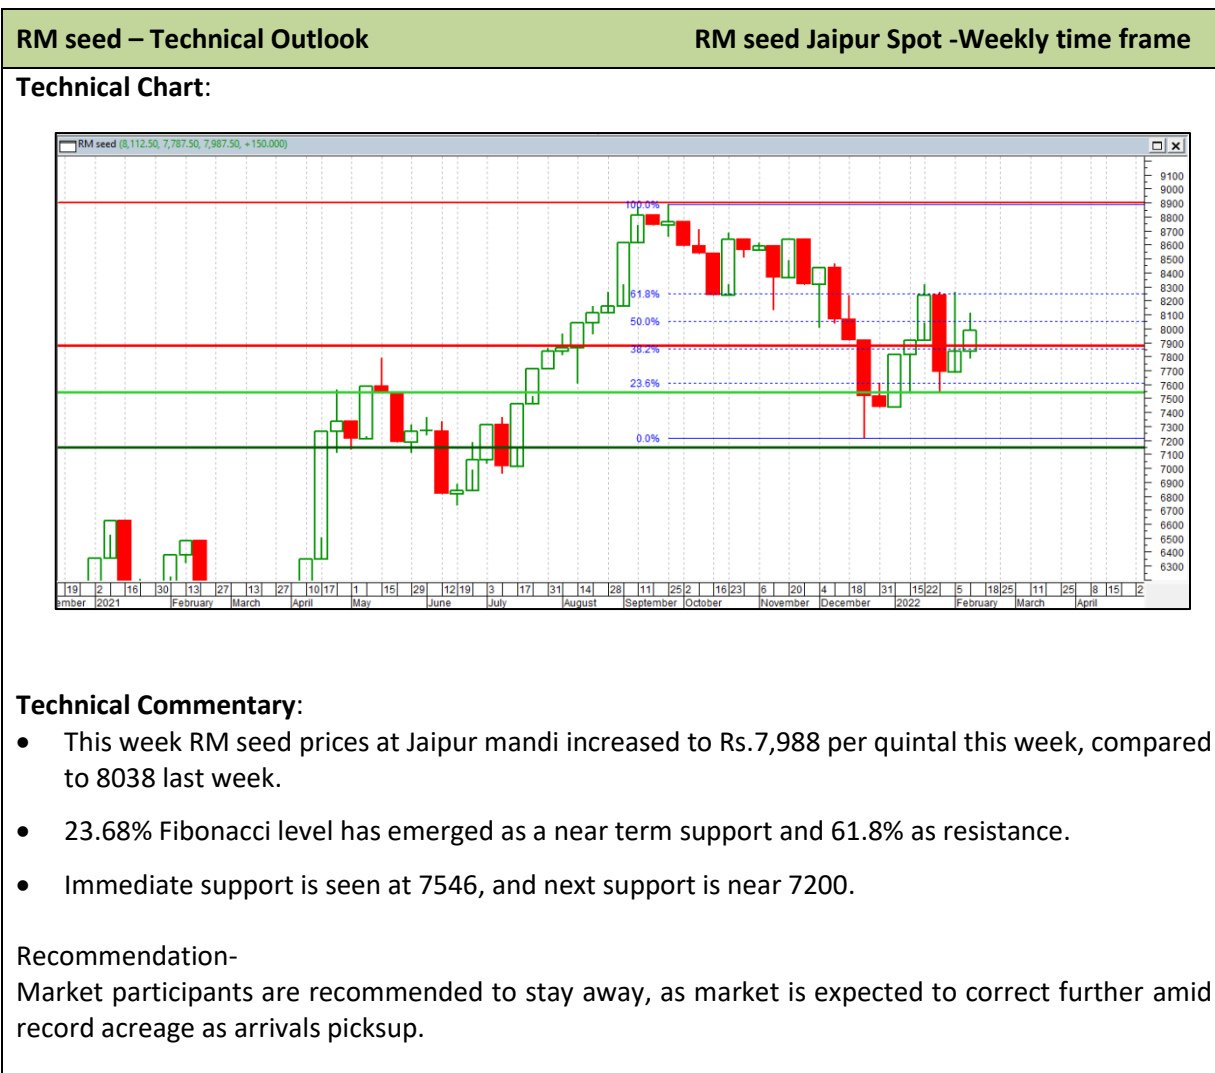 RM seed – Technical Outlook RM seed Jaipur Spot -Weekly time frame
Technical Chart:
RM seed (8,112.50, 7,787.50, 7,987.50, +150.000)
9100
9000
8900
8800
8700
8600
8500
8400
8300
8200
8100
8000
7900
7800
7700
7600
7500
7400
7300
7200
7100
7000
6900
6800
6700
6600
6500
6400
6300
100.0%
61.8%
50.0%
38.2%
23.6%
0.0%
19 2 16 30 13 27 13 27 10 17 1 15 29 12 19 3 17 31 14 28 11 25 2 16 23 6 20 4 18 31 15 22 5 18 25 11 25 8 15 2
ember 2021 February March April May June July August September October November December 2022 February March April
Technical Commentary:
• This week RM seed prices at Jaipur mandi increased to Rs.7,988 per quintal this week, compared
to 8038 last week.
• 23.68% Fibonacci level has emerged as a near term support and 61.8% as resistance.
• Immediate support is seen at 7546, and next support is near 7200.
Recommendation-
Market participants are recommended to stay away, as market is expected to correct further amid
record acreage as arrivals picksup.